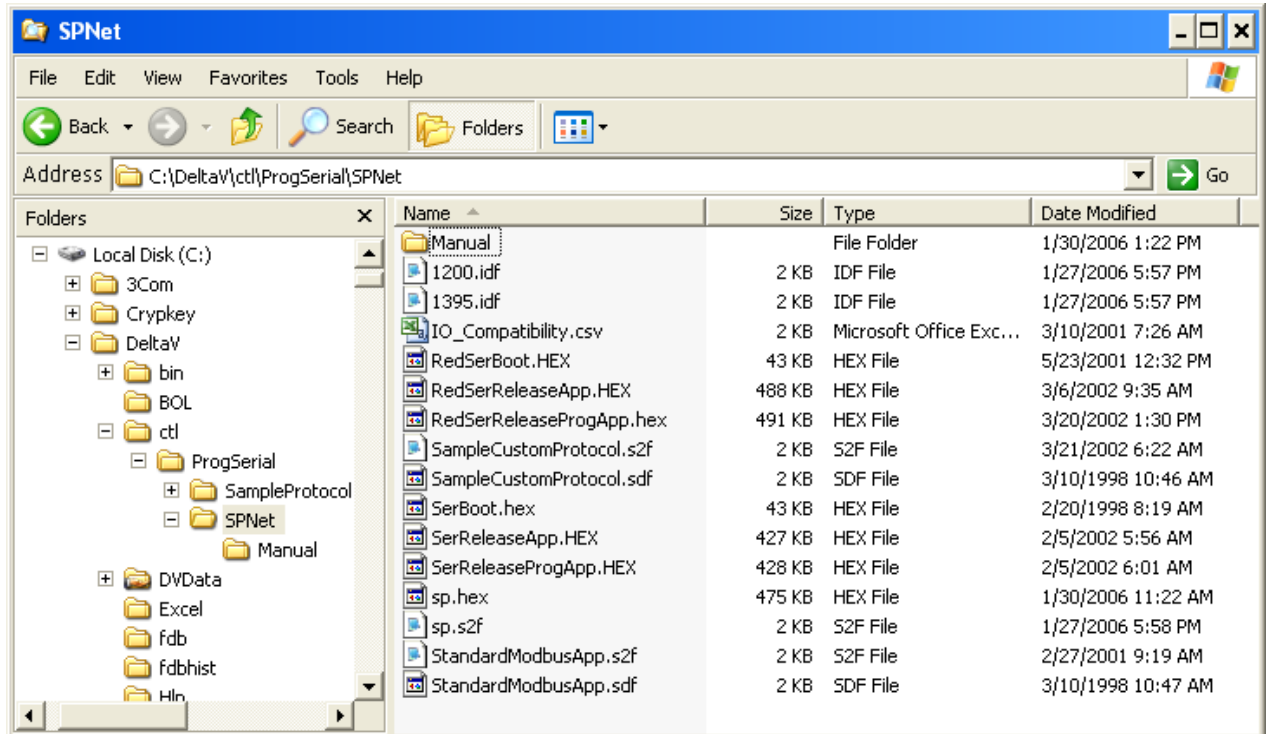 SPNet
File Edit View Favorites Tools Help
Back Search Folders
Address C:\DeltaV\ctl\ProgSerial\SPNet Go
Folders
Local Disk (C:)
3Com
Crypkey
DeltaV
bin
BOL
ctl
ProgSerial
SampleProtocol
SPNet
Manual
DVData
Excel
fdb
fdbhist
Hlp
Name Size Type Date Modified
Manual File Folder 1/30/2006 1:22 PM
1200.idf 2 KB IDF File 1/27/2006 5:57 PM
1395.idf 2 KB IDF File 1/27/2006 5:57 PM
IO_Compatibility.csv 2 KB Microsoft Office Exc... 3/10/2001 7:26 AM
RedSerBoot.HEX 43 KB HEX File 5/23/2001 12:32 PM
RedSerReleaseApp.HEX 488 KB HEX File 3/6/2002 9:35 AM
RedSerReleaseProgApp.hex 491 KB HEX File 3/20/2002 1:30 PM
SampleCustomProtocol.s2f 2 KB S2F File 3/21/2002 6:22 AM
SampleCustomProtocol.sdf 2 KB SDF File 3/10/1998 10:46 AM
SerBoot.hex 43 KB HEX File 2/20/1998 8:19 AM
SerReleaseApp.HEX 427 KB HEX File 2/5/2002 5:56 AM
SerReleaseProgApp.HEX 428 KB HEX File 2/5/2002 6:01 AM
sp.hex 475 KB HEX File 1/30/2006 11:22 AM
sp.s2f 2 KB S2F File 1/27/2006 5:58 PM
StandardModbusApp.s2f 2 KB S2F File 2/27/2001 9:19 AM
StandardModbusApp.sdf 2 KB SDF File 3/10/1998 10:47 AM